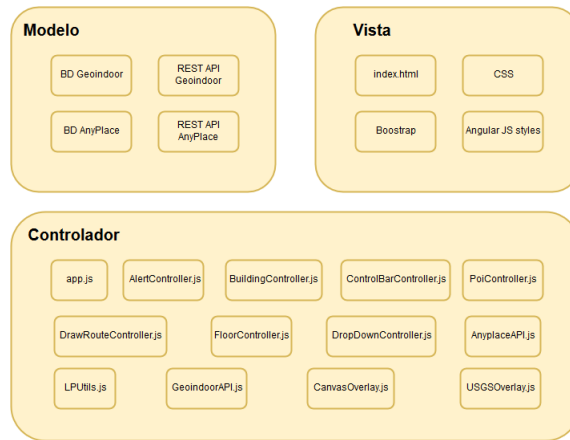 Modelo
Vista
BD Geoindoor
REST API
Geoindoor
index.html
CSS
BD AnyPlace
REST API
AnyPlace
Boostrap
Angular JS styles
Controlador
app.js
AlertController.js
BuildingController.js
ControlBarController.js
PoiController.js
DrawRouteController.js
FloorController.js
DropDownController.js
AnyplaceAPI.js
LPUtils.js
GeoindoorAPI.js
CanvasOverlay.js
USGSOverlay.js